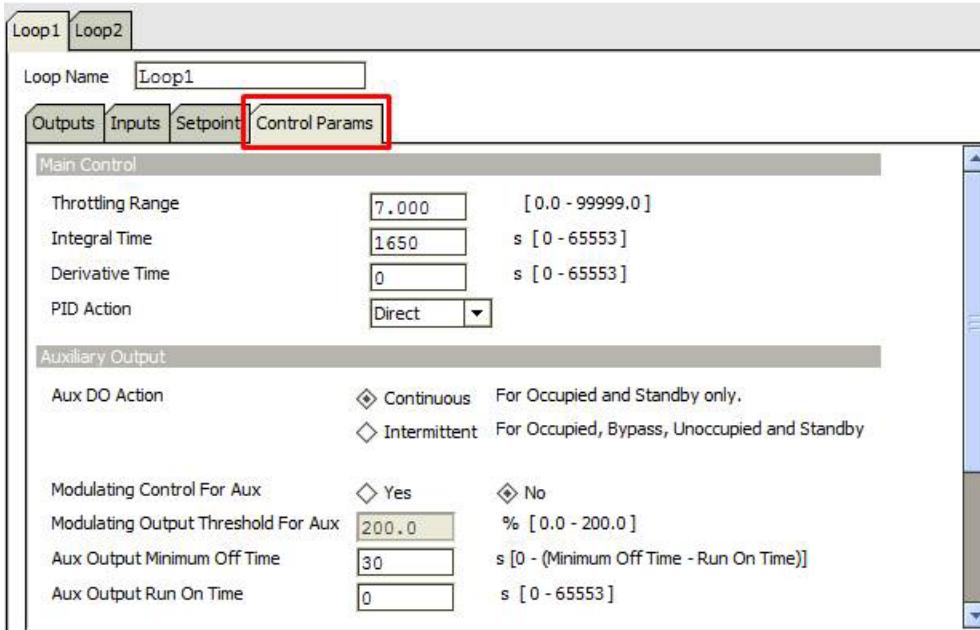 Loop1 Loop2
Loop Name Loop1
Outputs Inputs Setpoint Control Params
Main Control
Throttling Range 7.000 [ 0.0 - 99999.0 ]
Integral Time 1650 s [ 0 - 65553 ]
Derivative Time 0 s [ 0 - 65553 ]
PID Action Direct
Auxiliary Output
Aux DO Action Continuous For Occupied and Standby only.
Intermittent For Occupied, Bypass, Unoccupied and Standby
Modulating Control For Aux Yes No
Modulating Output Threshold For Aux 200.0 % [ 0.0 - 200.0 ]
Aux Output Minimum Off Time 30 s [0 - (Minimum Off Time - Run On Time)]
Aux Output Run On Time 0 s [ 0 - 65553 ]